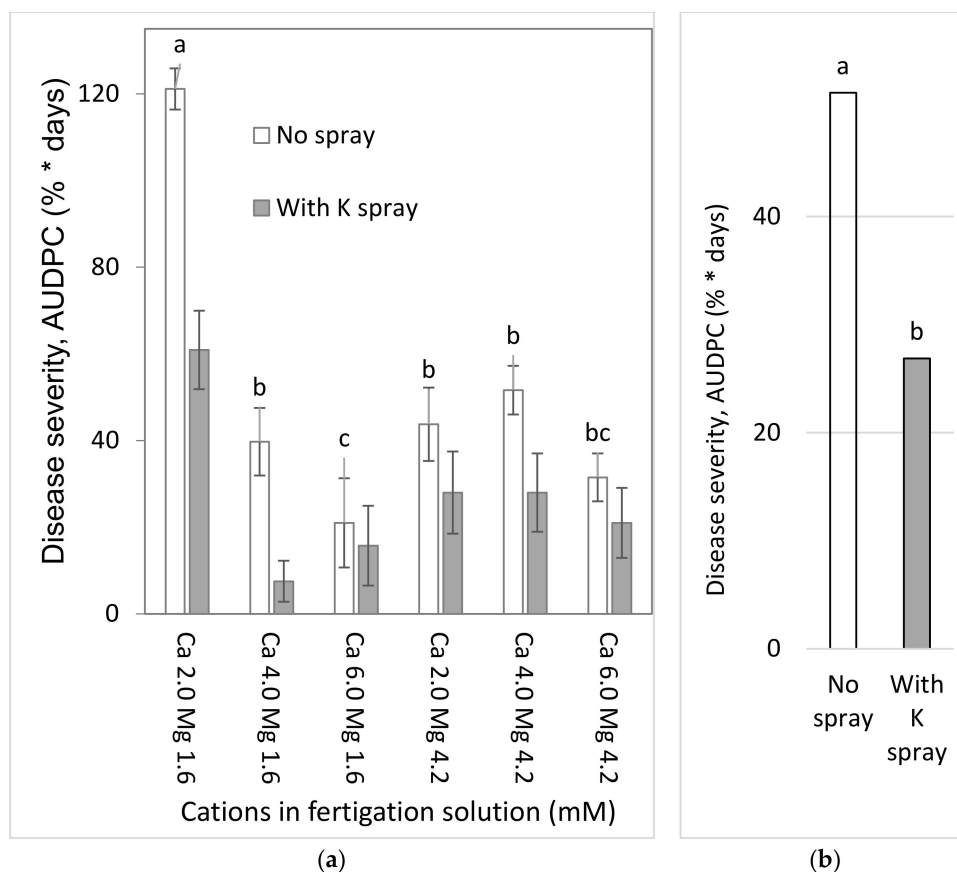 Disease severity, AUDPC (% * days)
120
80
40
0
a
b
c
b
b
bc
No spray
With K spray
Ca 2.0 Mg 1.6
Ca 4.0 Mg 1.6
Ca 6.0 Mg 1.6
Ca 2.0 Mg 4.2
Ca 4.0 Mg 4.2
Ca 6.0 Mg 4.2
Cations in fertigation solution (mM)
(a)
Disease severity, AUDPC (% * days)
40
20
0
a
b
No
spray
With
K
spray
(b)